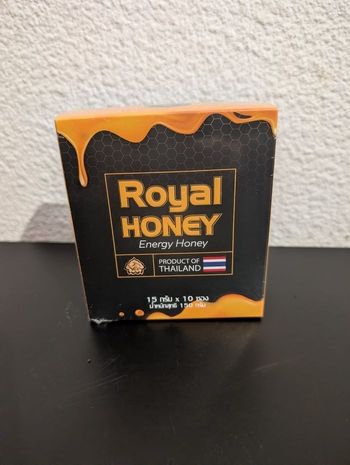 Royal
HONEY
Energy Honey
PRODUCT OF
THAILAND
15 กรัม x 10 ซอง
น้ำหนักสุทธิ 150 กรัม